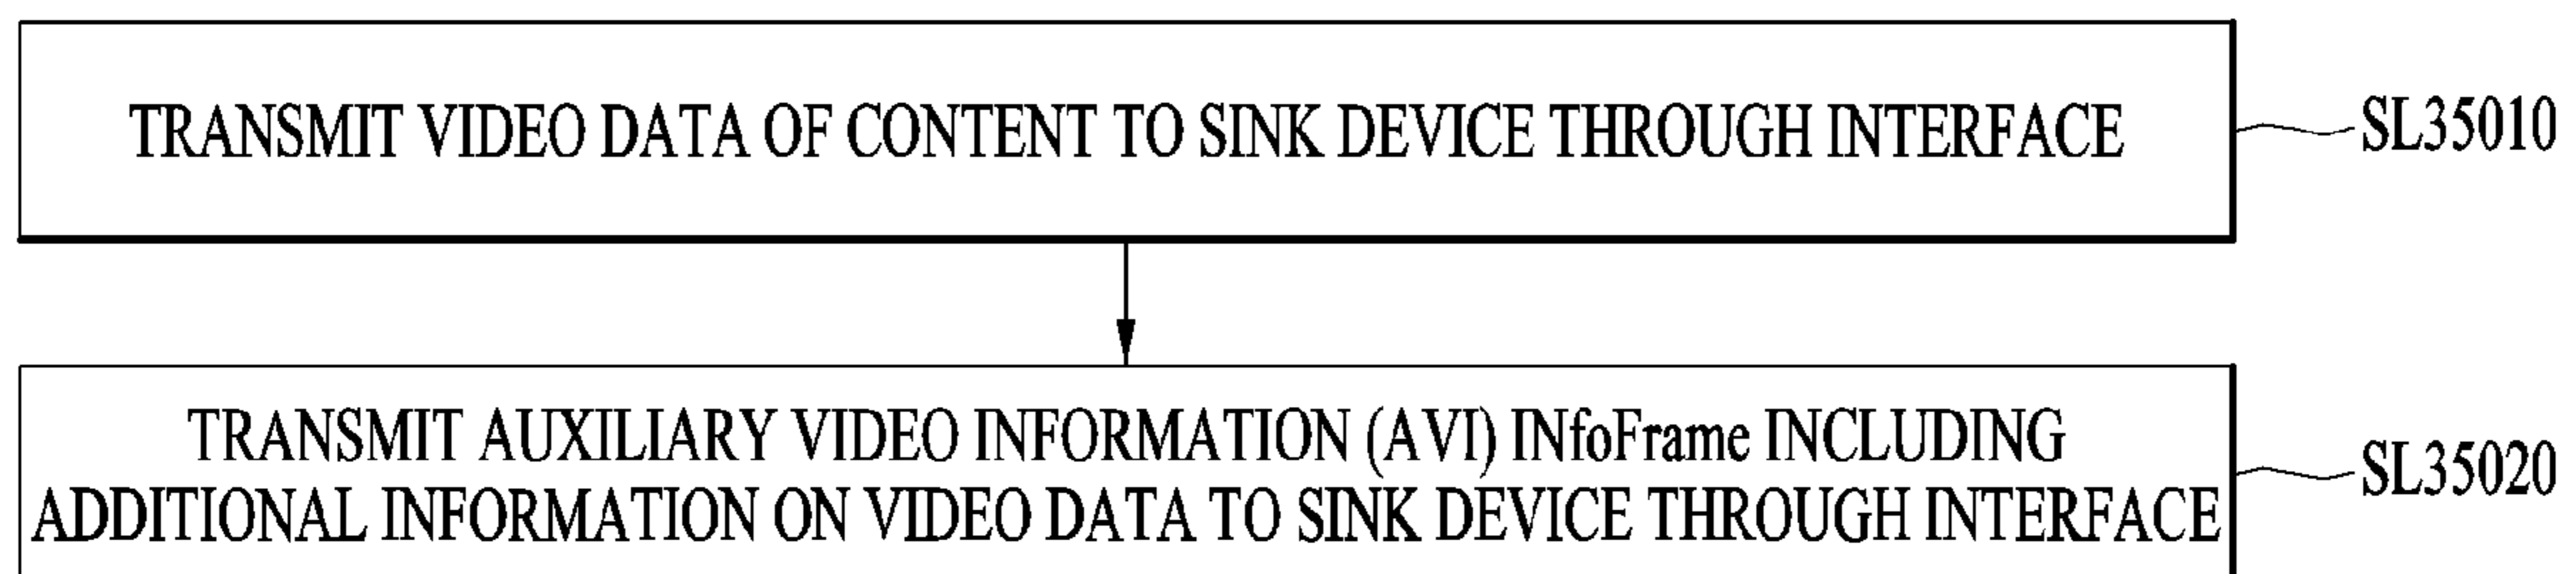 TRANSMIT VIDEO DATA OF CONTENT TO SINK DEVICE THROUGH INTERFACE
SL35010
TRANSMIT AUXILIARY VIDEO INFORMATION (AVI) INfoFrame INCLUDING
ADDITIONAL INFORMATION ON VIDEO DATA TO SINK DEVICE THROUGH INTERFACE
SL35020